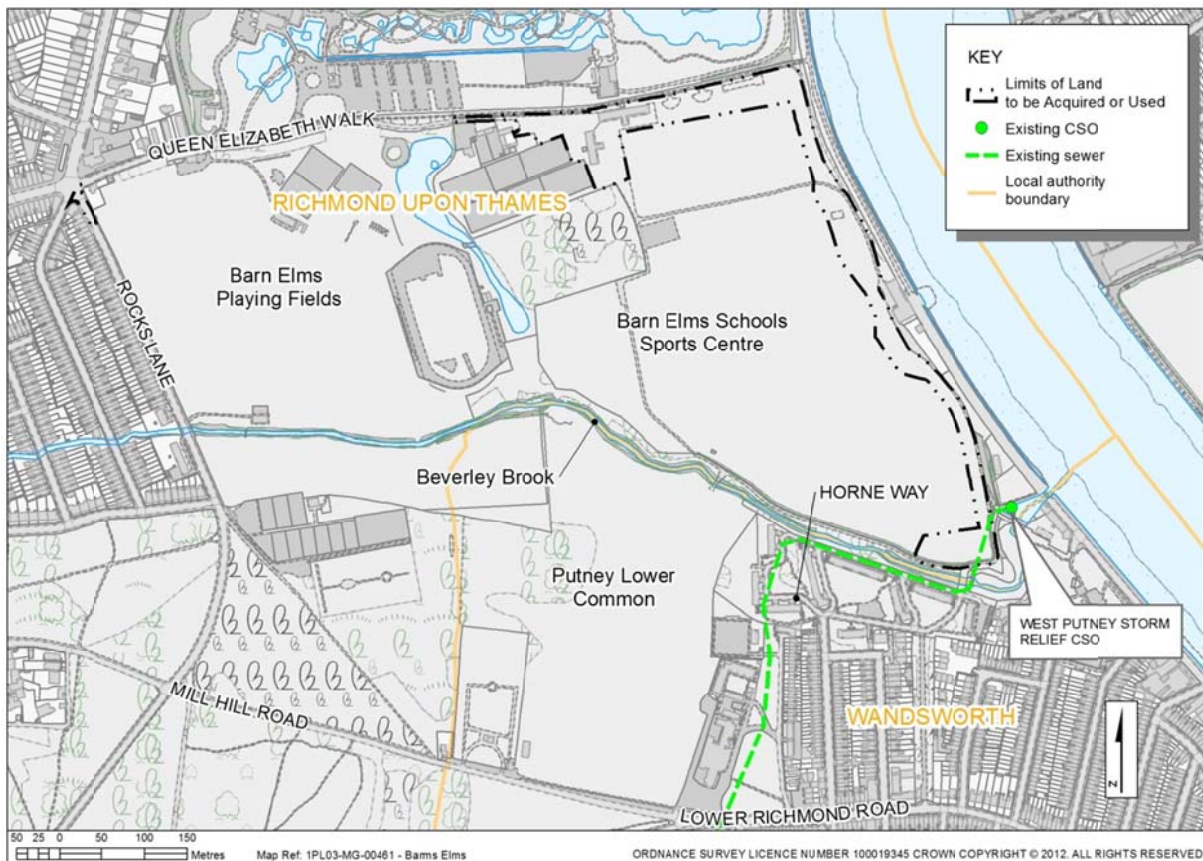 KEY
Limits of Land
to be Acquired or Used
Existing CSO
Existing sewer
Local authority
boundary
QUEEN ELIZABETH WALK
RICHMOND UPON THAMES
Barn Elms
Playing Fields
ROCKS LANE
Barn Elms Schools
Sports Centre
Beverley Brook
HORNE WAY
Putney Lower
Common
WEST PUTNEY STORM
RELIEF CSO
MILL HILL ROAD
WANDSWORTH
N
LOWER RICHMOND ROAD
50 25 0 50 100 150
Metres
Map Ref: 1PL03-MG-00461 - Barns Elms
ORDNANCE SURVEY LICENCE NUMBER 100019345 CROWN COPYRIGHT © 2012. ALL RIGHTS RESERVED